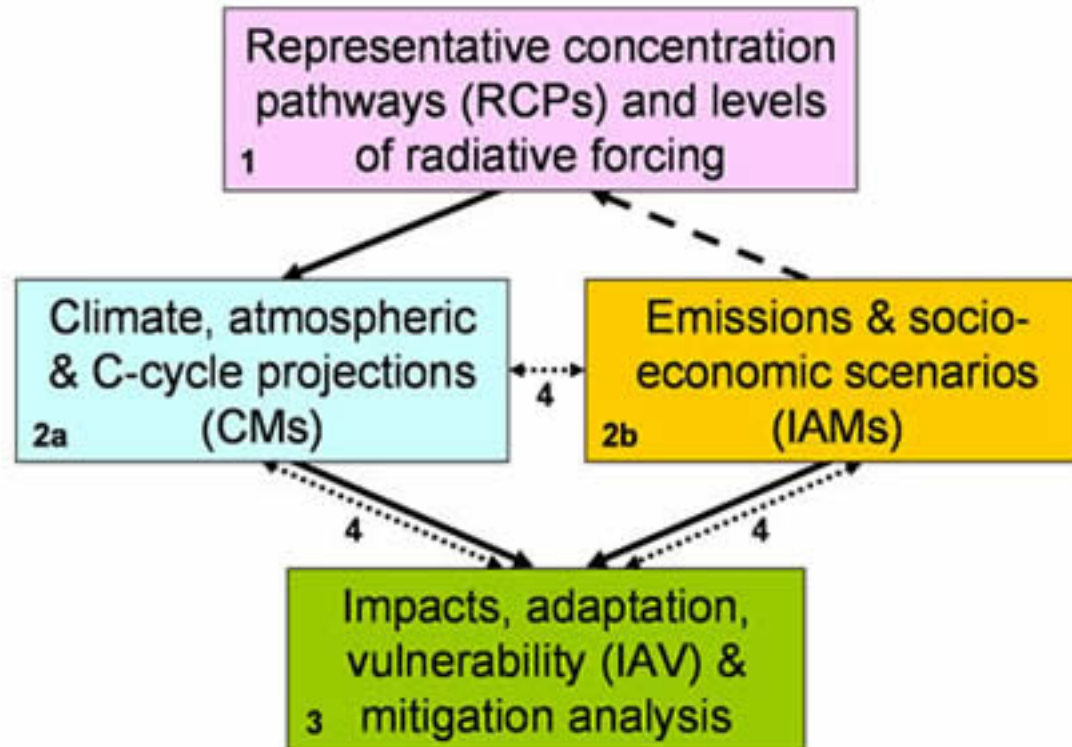 Representative concentration
pathways (RCPs) and levels
of radiative forcing
1
Climate, atmospheric
& C-cycle projections
(CMs)
2a
4
Emissions & socio-
economic scenarios
(IAMs)
2b
4
4
Impacts, adaptation,
vulnerability (IAV) &
mitigation analysis
3